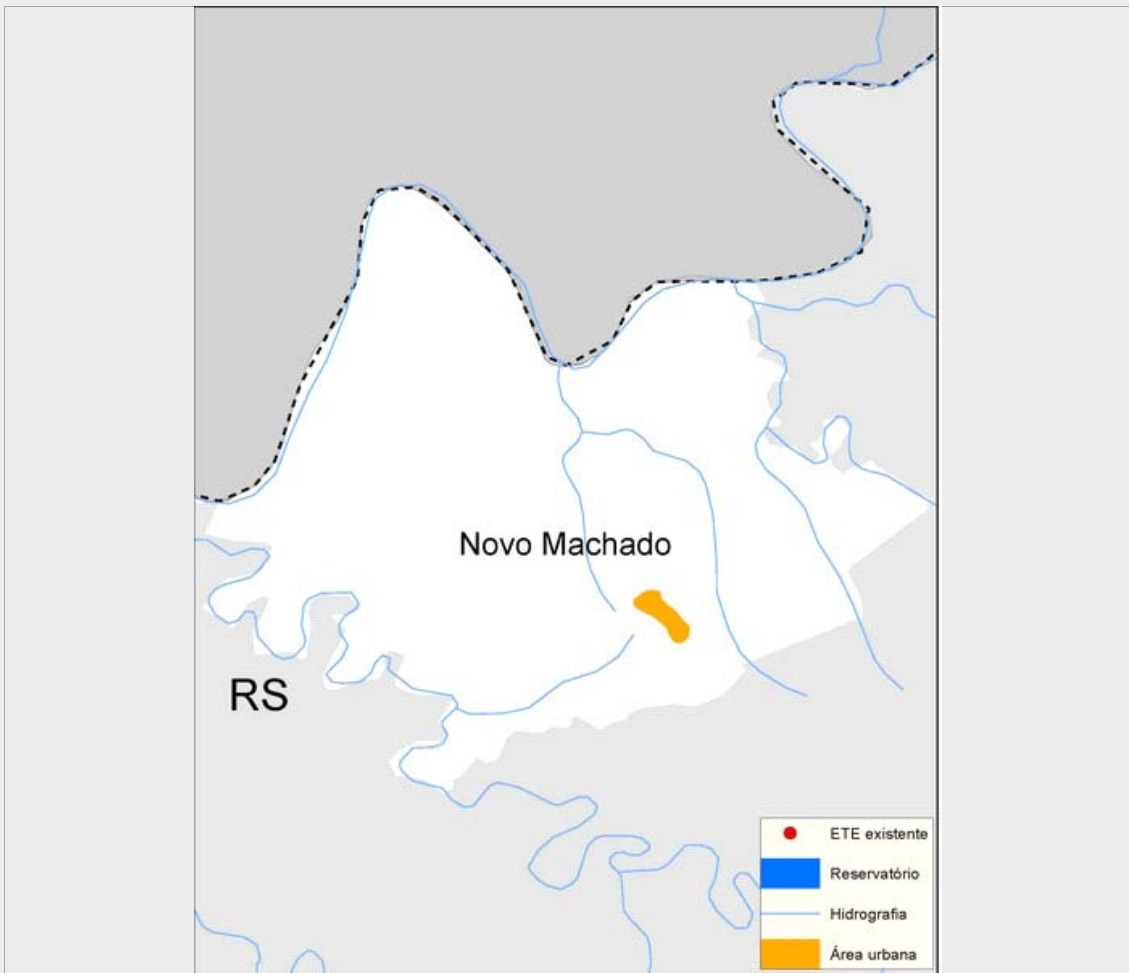 Novo Machado
RS
ETE existente
Reservatório
Hidrografia
Área urbana